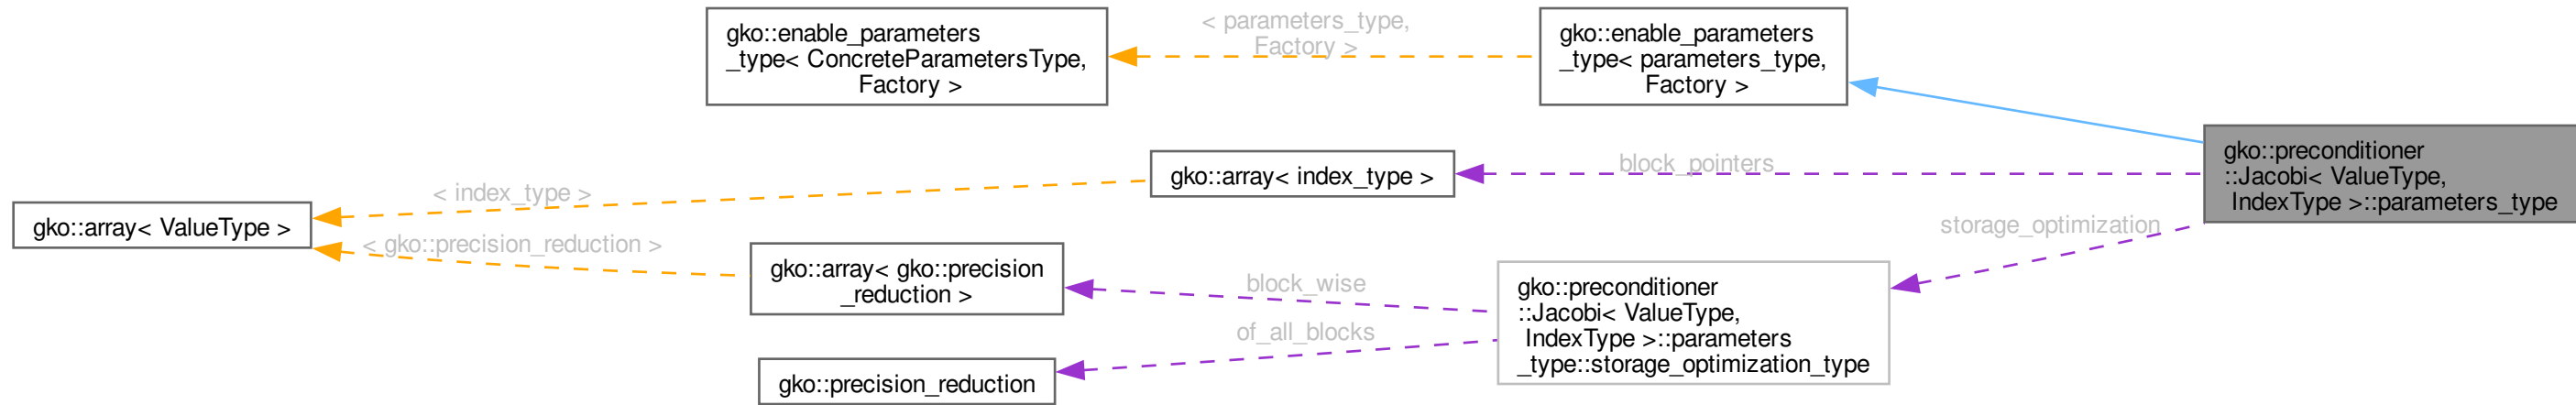 gko::enable_parameters
_type< ConcreteParametersType,
Factory >
< parameters_type,
Factory >
gko::enable_parameters
_type< parameters_type,
Factory >
gko::preconditioner
::Jacobi< ValueType,
IndexType >::parameters_type
block_pointers
gko::array< index_type >
< index_type >
gko::array< ValueType >
< gko::precision_reduction >
gko::array< gko::precision
_reduction >
block_wise
of_all_blocks
gko::precision_reduction
storage_optimization
gko::preconditioner
::Jacobi< ValueType,
IndexType >::parameters
_type::storage_optimization_type